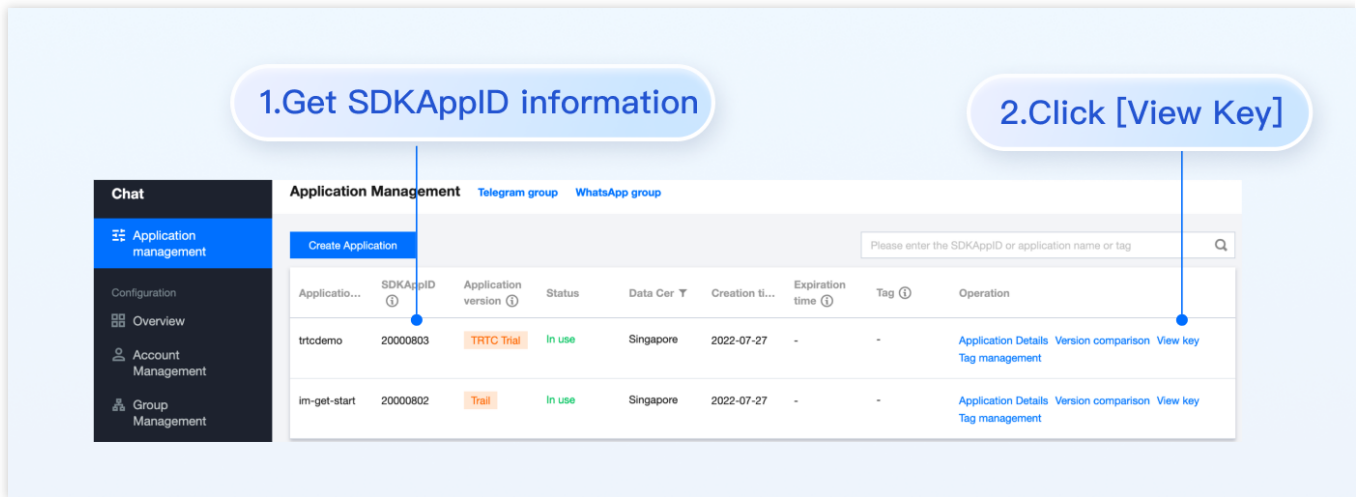 1.Get SDKAppID information
2.Click [View Key]
Chat
Application Management Telegram group WhatsApp group
Application
management
Create Application
Please enter the SDKAppID or application name or tag
Configuration
Overview
Account
Management
Group
Management
Applicatio... SDKAppID Application version Status Data Cer Creation ti... Expiration time Tag Operation
trtcdemo 20000803 TRTC Trial In use Singapore 2022-07-27 - - Application Details Version comparison View key
Tag management
im-get-start 20000802 Trail In use Singapore 2022-07-27 - - Application Details Version comparison View key
Tag management